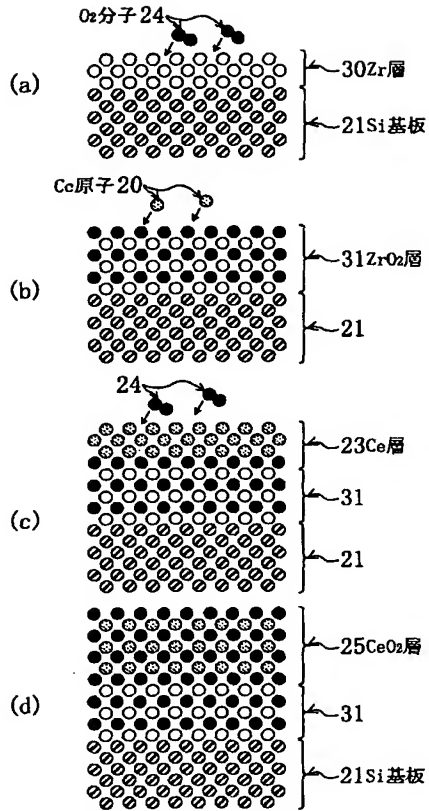 O₂分子24
(a)
30Zr層
21Si基板
Ce原子20
(b)
31ZrO₂層
21
24
(c)
23Ce層
31
21
(d)
25CeO₂層
31
21Si基板